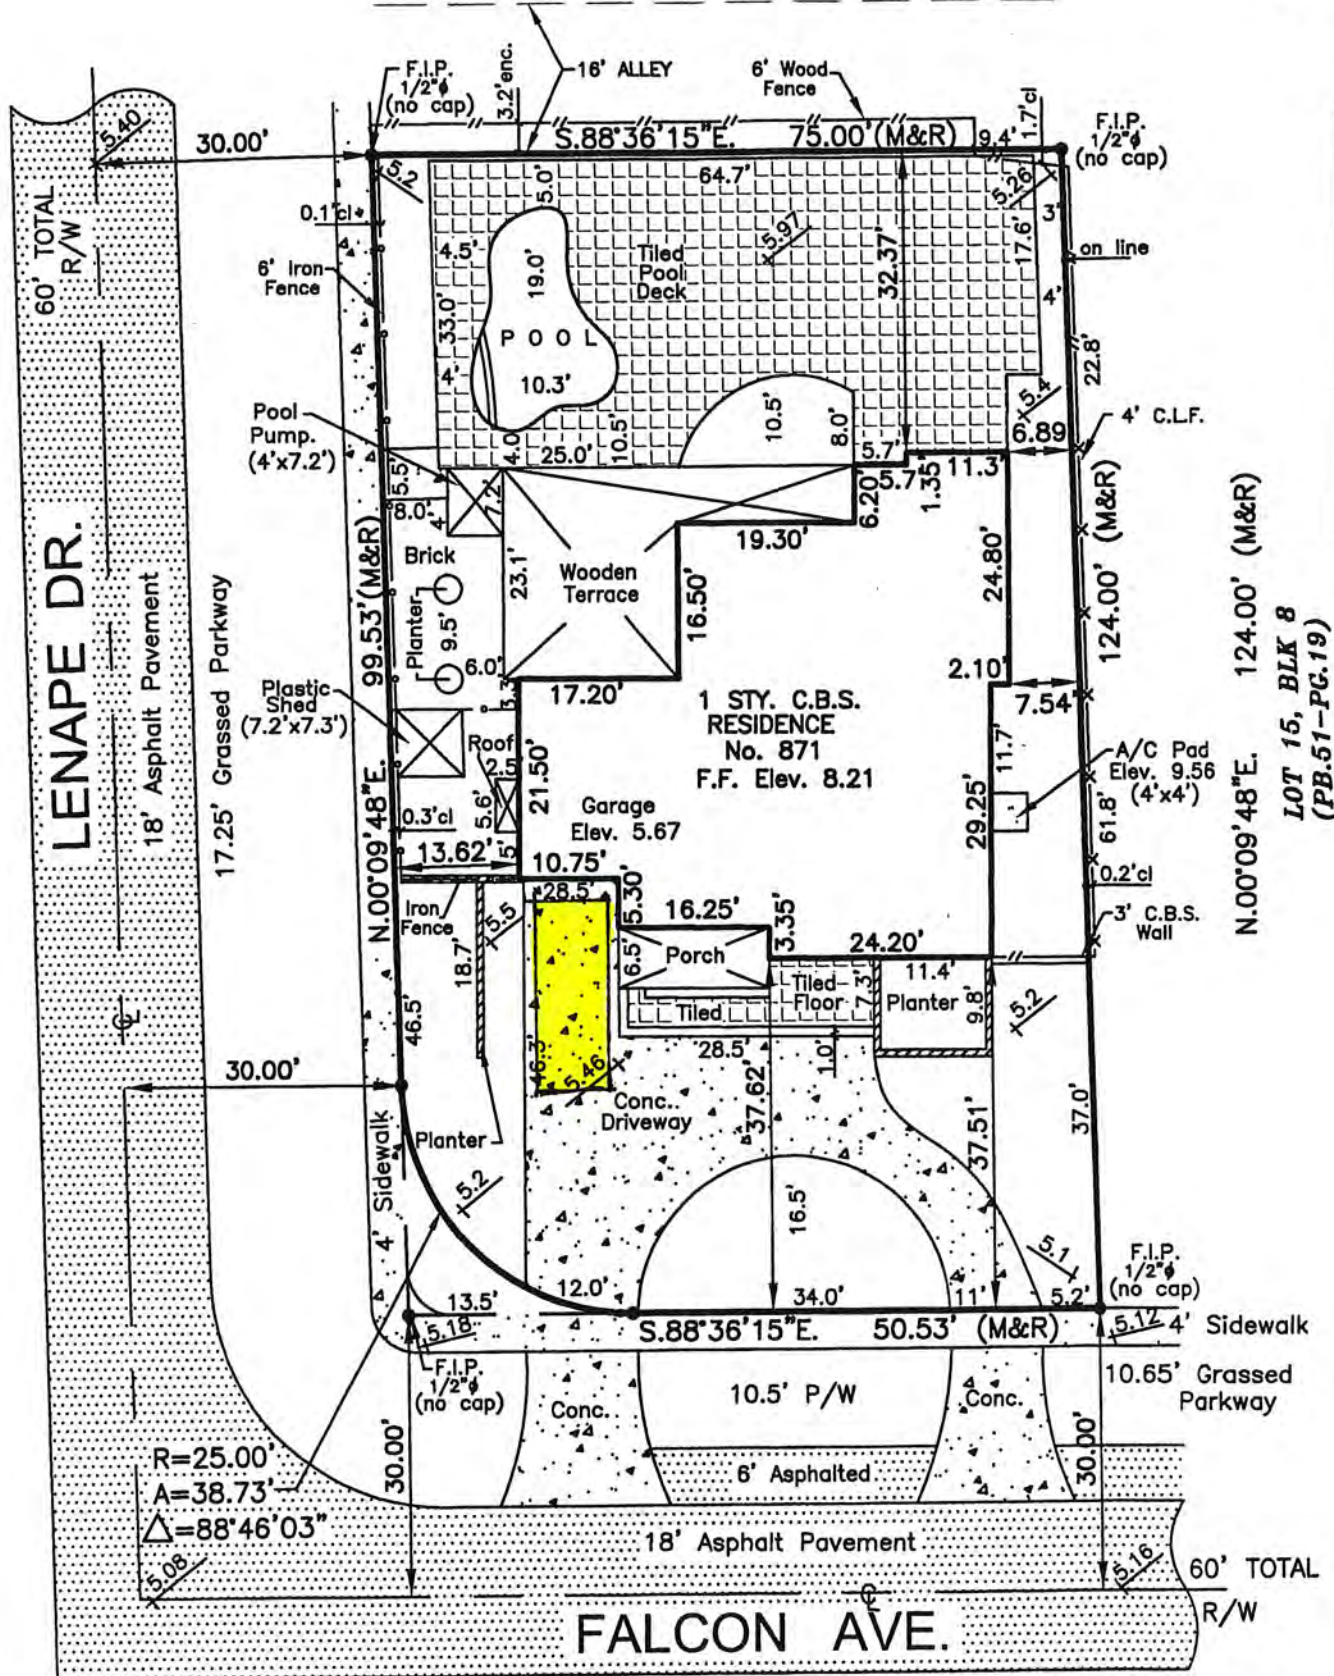 16' ALLEY
3.2'enc.
F.I.P.
1/2"ø
(no cap)
6' Wood
Fence
1.7'cl
F.I.P.
1/2"ø
(no cap)
S.88°36'15"E. 75.00'(M&R)
9.4'
30.00'
5.40
60' TOTAL
R/W
5.2
5.0'
64.7'
5.26
3'
17.6'
on line
4'
22.8'
0.1'cl
6' Iron
Fence
4.5'
33.0'
4'
19.0'
POOL
10.3'
Tiled
Pool
Deck
5.97
32.37'
5.4
6.89
4' C.L.F.
Pool
Pump.
(4'x7.2')
5.5'
8.0'
4'
7.2'
4.0'
25.0'
10.5'
10.5'
8.0'
5.7'
5.7'
1.35'
11.3'
6.20'
19.30'
Brick
Planter
9.5'
6.0'
23.1'
Wooden
Terrace
16.50'
24.80'
2.10'
7.54'
124.00' (M&R)
N.00°09'48"E. 124.00' (M&R)
LOT 15, BLK 8
(PB.51-PG.19)
LENAPE DR.
18' Asphalt Pavement
17.25' Grassed Parkway
N.00°09'48"E. 99.53'(M&R)
Plastic
Shed
(7.2'x7.3')
17.20'
1 STY. C.B.S.
RESIDENCE
No. 871
F.F. Elev. 8.21
Roof
2.5'
5.6'
5'
21.50'
Garage
Elev. 5.67
11.7'
29.25'
A/C Pad
Elev. 9.56
(4'x4')
61.8'
0.3'cl
13.62'
10.75'
28.5'
5.30'
16.25'
3.35'
24.20'
0.2'cl
3' C.B.S.
Wall
Iron
Fence
5.5
18.7'
6.5'
Porch
Tiled
Floor
7.3'
11.4'
Planter
9.8'
5.2
Tiled
28.5'
1.0'
46.5'
46.3'
5.46
30.00'
Conc..
Driveway
37.62'
37.51'
37.0'
Planter
4' Sidewalk
5.2
16.5'
5.1
F.I.P.
1/2"ø
(no cap)
13.5'
12.0'
34.0'
11'
5.2'
5.18
S.88°36'15"E. 50.53' (M&R)
5.12
4' Sidewalk
F.I.P.
1/2"ø
(no cap)
Conc.
10.5' P/W
Conc.
10.65' Grassed
Parkway
30.00'
30.00'
R=25.00'
A=38.73'
△=88°46'03"
6' Asphalted
18' Asphalt Pavement
5.08
5.16
60' TOTAL
R/W
FALCON AVE.